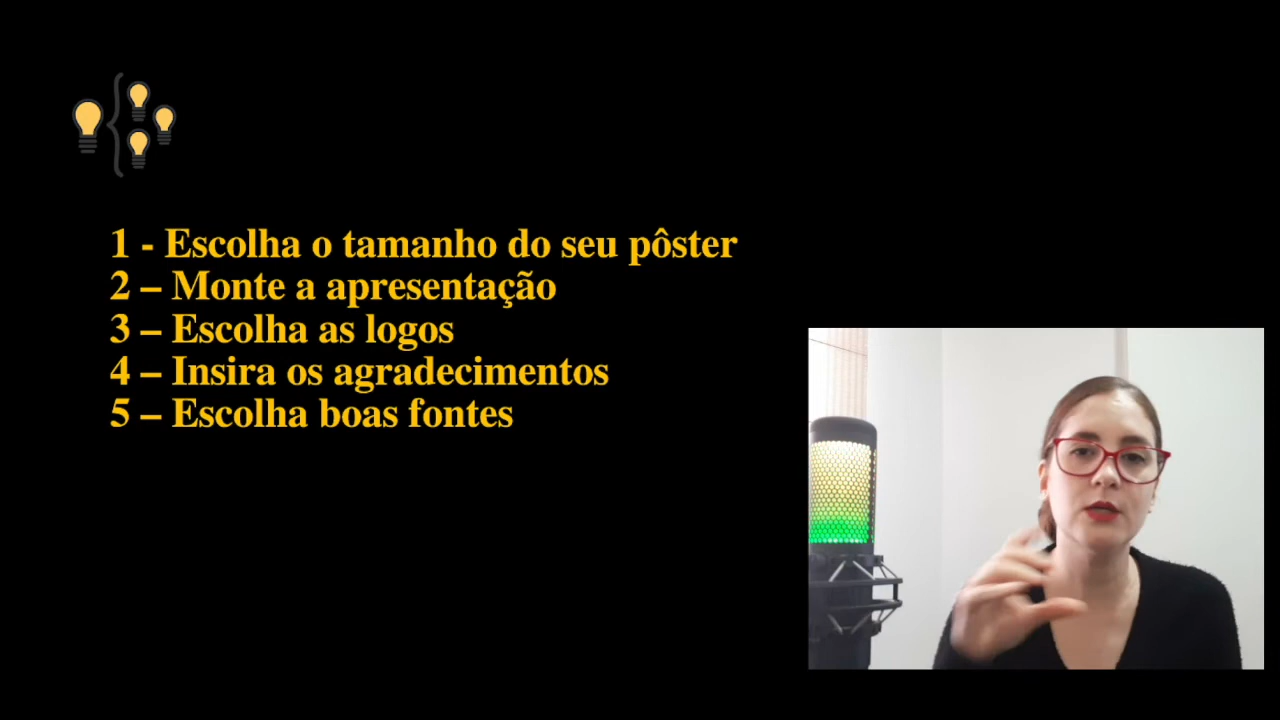 1 - Escolha o tamanho do seu pôster
2 – Monte a apresentação
3 – Escolha as logos
4 – Insira os agradecimentos
5 – Escolha boas fontes